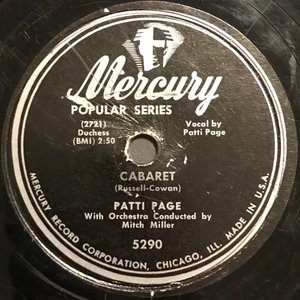 Mercury
POPULAR SERIES
(2721)
Duchess
(BMI) 2:50
Vocal by
Patti Page
CABARET
(Russell-Cowan)
PATTI PAGE
With Orchestra Conducted by
Mitch Miller
5290
MERCURY RECORD CORPORATION, CHICAGO, ILL. MADE IN U.S.A.